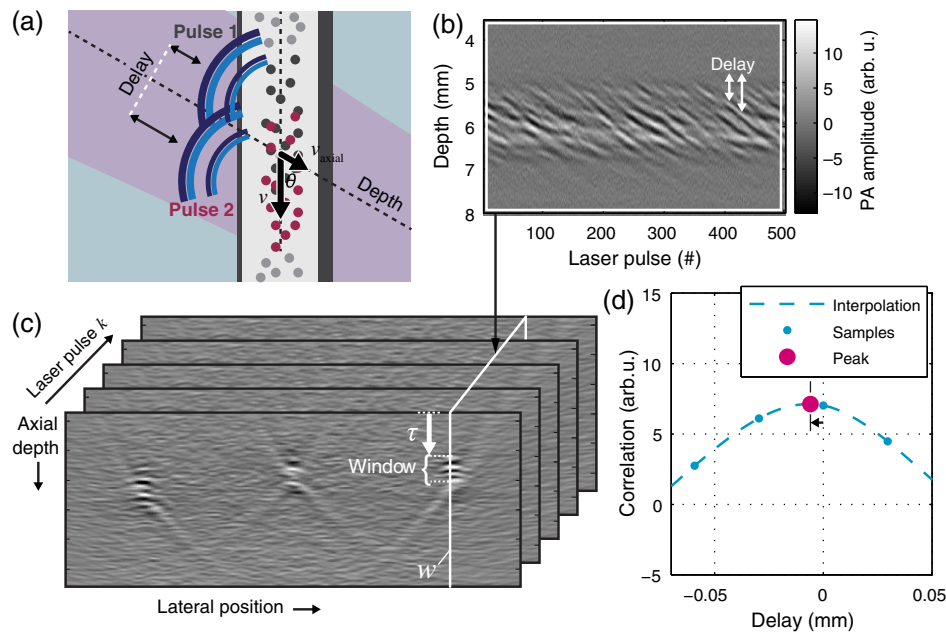 (a)
Pulse 1
Delay
v axial
θ
v
Depth
Pulse 2
(b)
Depth (mm)
4
5
6
7
8
Delay
100 200 300 400 500
Laser pulse (#)
10
5
0
−5
−10
PA amplitude (arb. u.)
(c)
Laser pulse k
Axial
depth
τ
Window
w
Lateral position
(d)
Correlation (arb.u.)
15
10
5
0
−5
Interpolation
Samples
Peak
−0.05 0 0.05
Delay (mm)